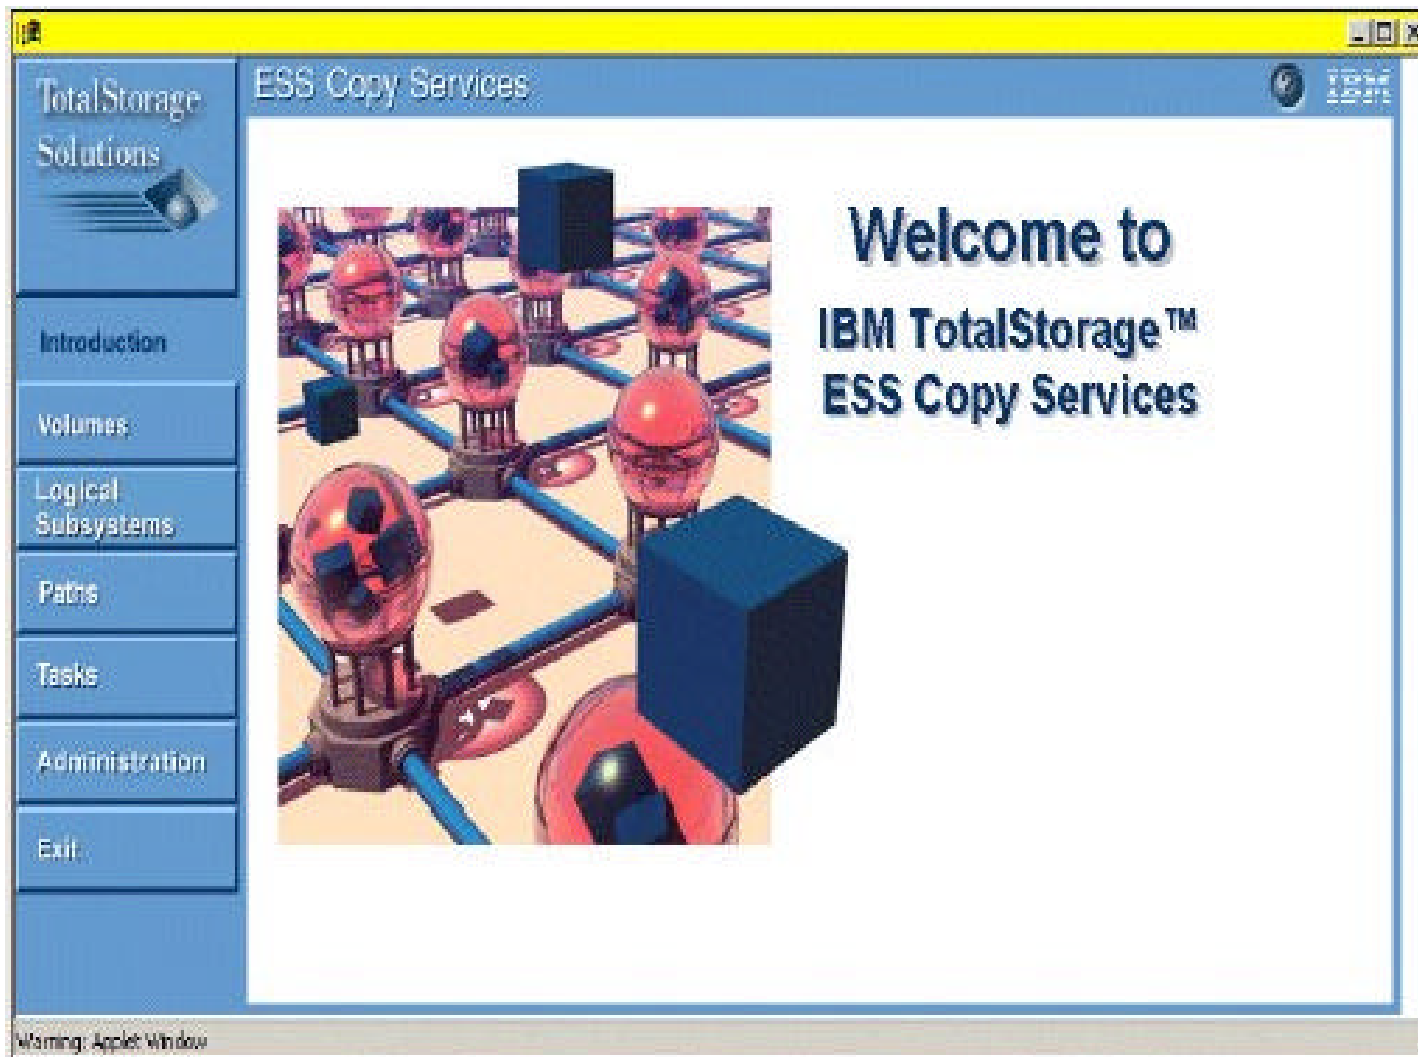 TotalStorage
Solutions
ESS Copy Services
IBM
Welcome to
IBM TotalStorage™
ESS Copy Services
Introduction
Volumes
Logical
Subsystems
Paths
Tasks
Administration
Exit
Warning: Applet Window